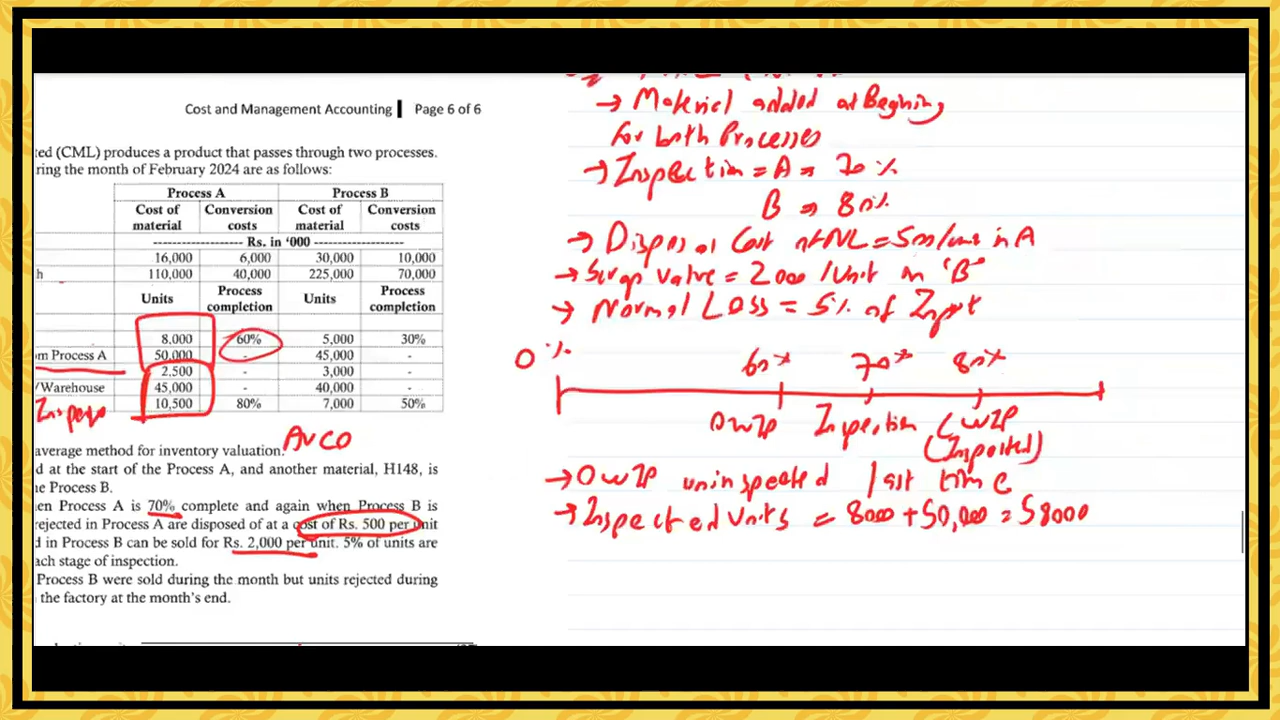 Cost and Management Accounting | Page 6 of 6
ted (CML) produces a product that passes through two processes.
ring the month of February 2024 are as follows:
Process A Process B
Cost of material Conversion costs Cost of material Conversion costs
-------------------- Rs. in '000 --------------------
16,000 6,000 30,000 10,000
h 110,000 40,000 225,000 70,000
Units Process completion Units Process completion
8,000 60% 5,000 30%
om Process A 50,000 - 45,000 -
2,500 - 3,000 -
/Warehouse 45,000 - 40,000 -
10,500 80% 7,000 50%
AvCO
average method for inventory valuation.
d at the start of the Process A, and another material, H148, is
he Process B.
en Process A is 70% complete and again when Process B is
rejected in Process A are disposed of at a cost of Rs. 500 per unit
d in Process B can be sold for Rs. 2,000 per unit. 5% of units are
ach stage of inspection.
Process B were sold during the month but units rejected during
the factory at the month's end.
→ Material added at Begining
for both Processes
→ Inspection = A = 70%
B ⇒ 80%
→ Disposal Cost of NL = 500/unit in A
→ Scrap value = 2000 /Unit in 'B'
→ Normal Loss = 5% of Input
0% 60% 70% 80%
OWIP Inspection CWIP
(Inspected)
→ OWIP uninspected last time
→ Inspected units = 8000 + 50,000 = 58000